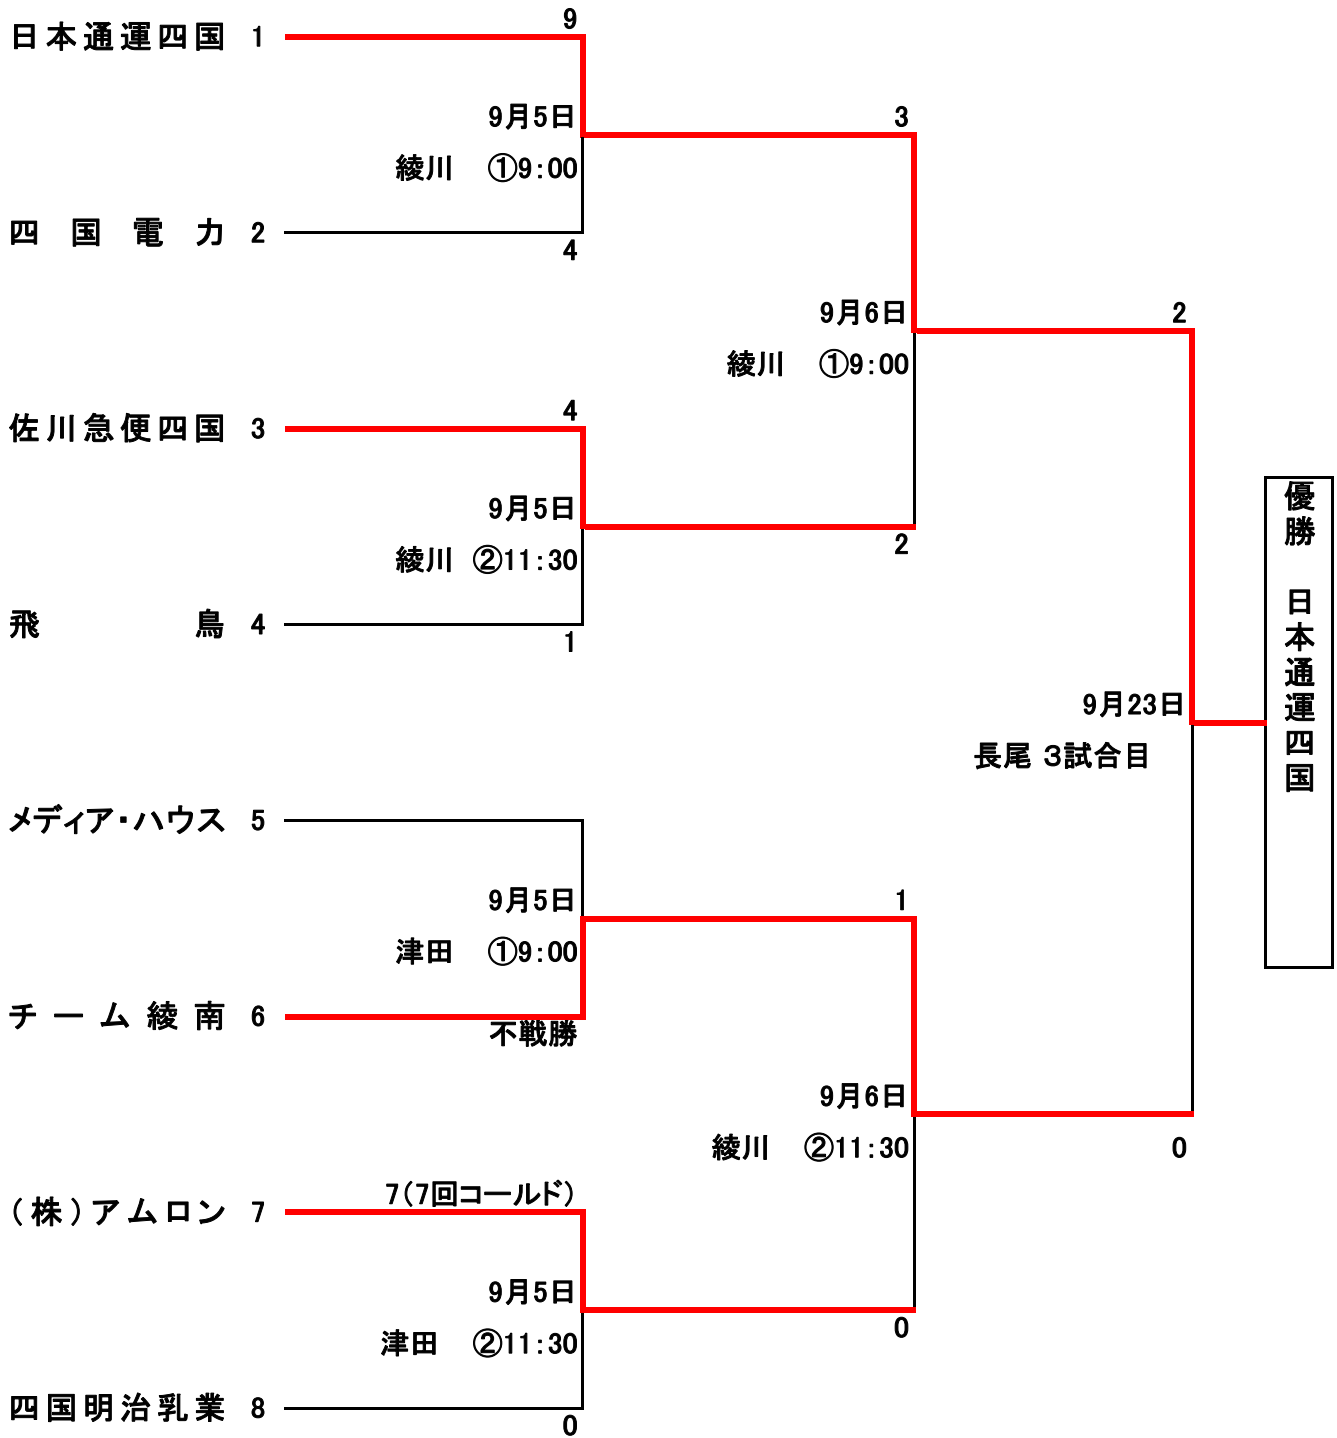 9
日本通運四国 1
9月5日
3
綾川 ①9:00
四国電力 2
4
9月6日
2
綾川 ①9:00
4
佐川急便四国 3
9月5日
2
綾川 ②11:30
飛鳥 4
1
優勝 日本通運四国
9月23日
長尾 3試合目
メディア・ハウス 5
9月5日
1
津田 ①9:00
チーム綾南 6
不戦勝
9月6日
綾川 ②11:30
0
7(7回コールド)
(株)アムロン 7
9月5日
0
津田 ②11:30
四国明治乳業 8
0